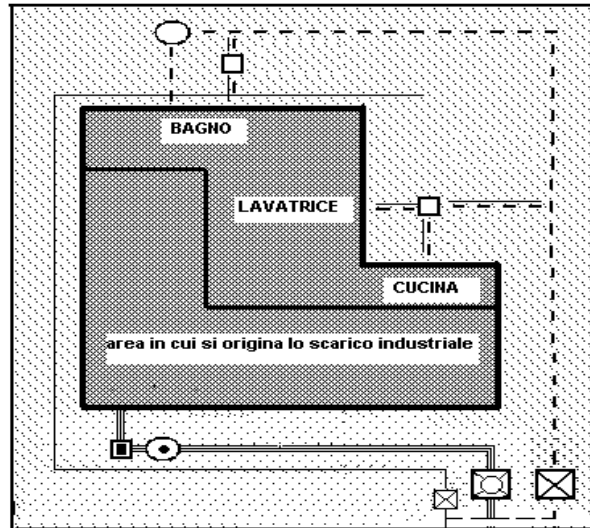 BAGNO
LAVATRICE
CUCINA
area in cui si origina lo scarico industriale